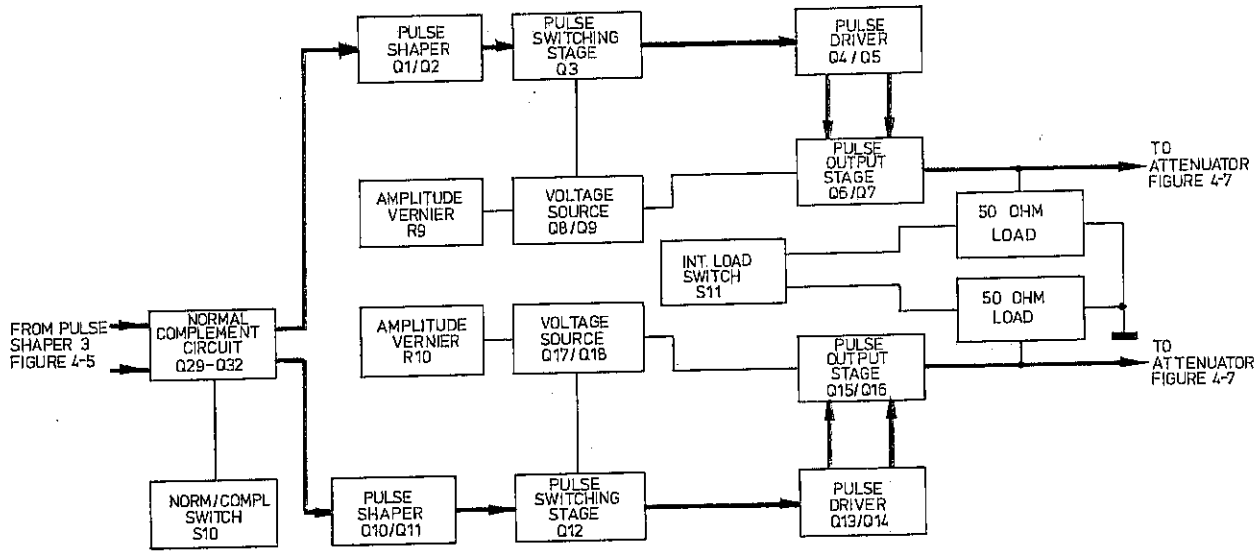 PULSE
SHAPER
Q1/Q2
PULSE
SWITCHING
STAGE
Q3
PULSE
DRIVER
Q4/Q5
AMPLITUDE
VERNIER
R9
VOLTAGE
SOURCE
Q8/Q9
PULSE
OUTPUT
STAGE
Q6/Q7
TO
ATTENUATOR
FIGURE 4-7
50 OHM
LOAD
INT. LOAD
SWITCH
S11
50 OHM
LOAD
FROM PULSE
SHAPER 3
FIGURE 4-5
NORMAL
COMPLEMENT
CIRCUIT
Q29-Q32
AMPLITUDE
VERNIER
R10
VOLTAGE
SOURCE
Q17/Q18
PULSE
OUTPUT
STAGE
Q15/Q16
TO
ATTENUATOR
FIGURE 4-7
NORM/COMPL
SWITCH
S10
PULSE
SHAPER
Q10/Q11
PULSE
SWITCHING
STAGE
Q12
PULSE
DRIVER
Q13/Q14